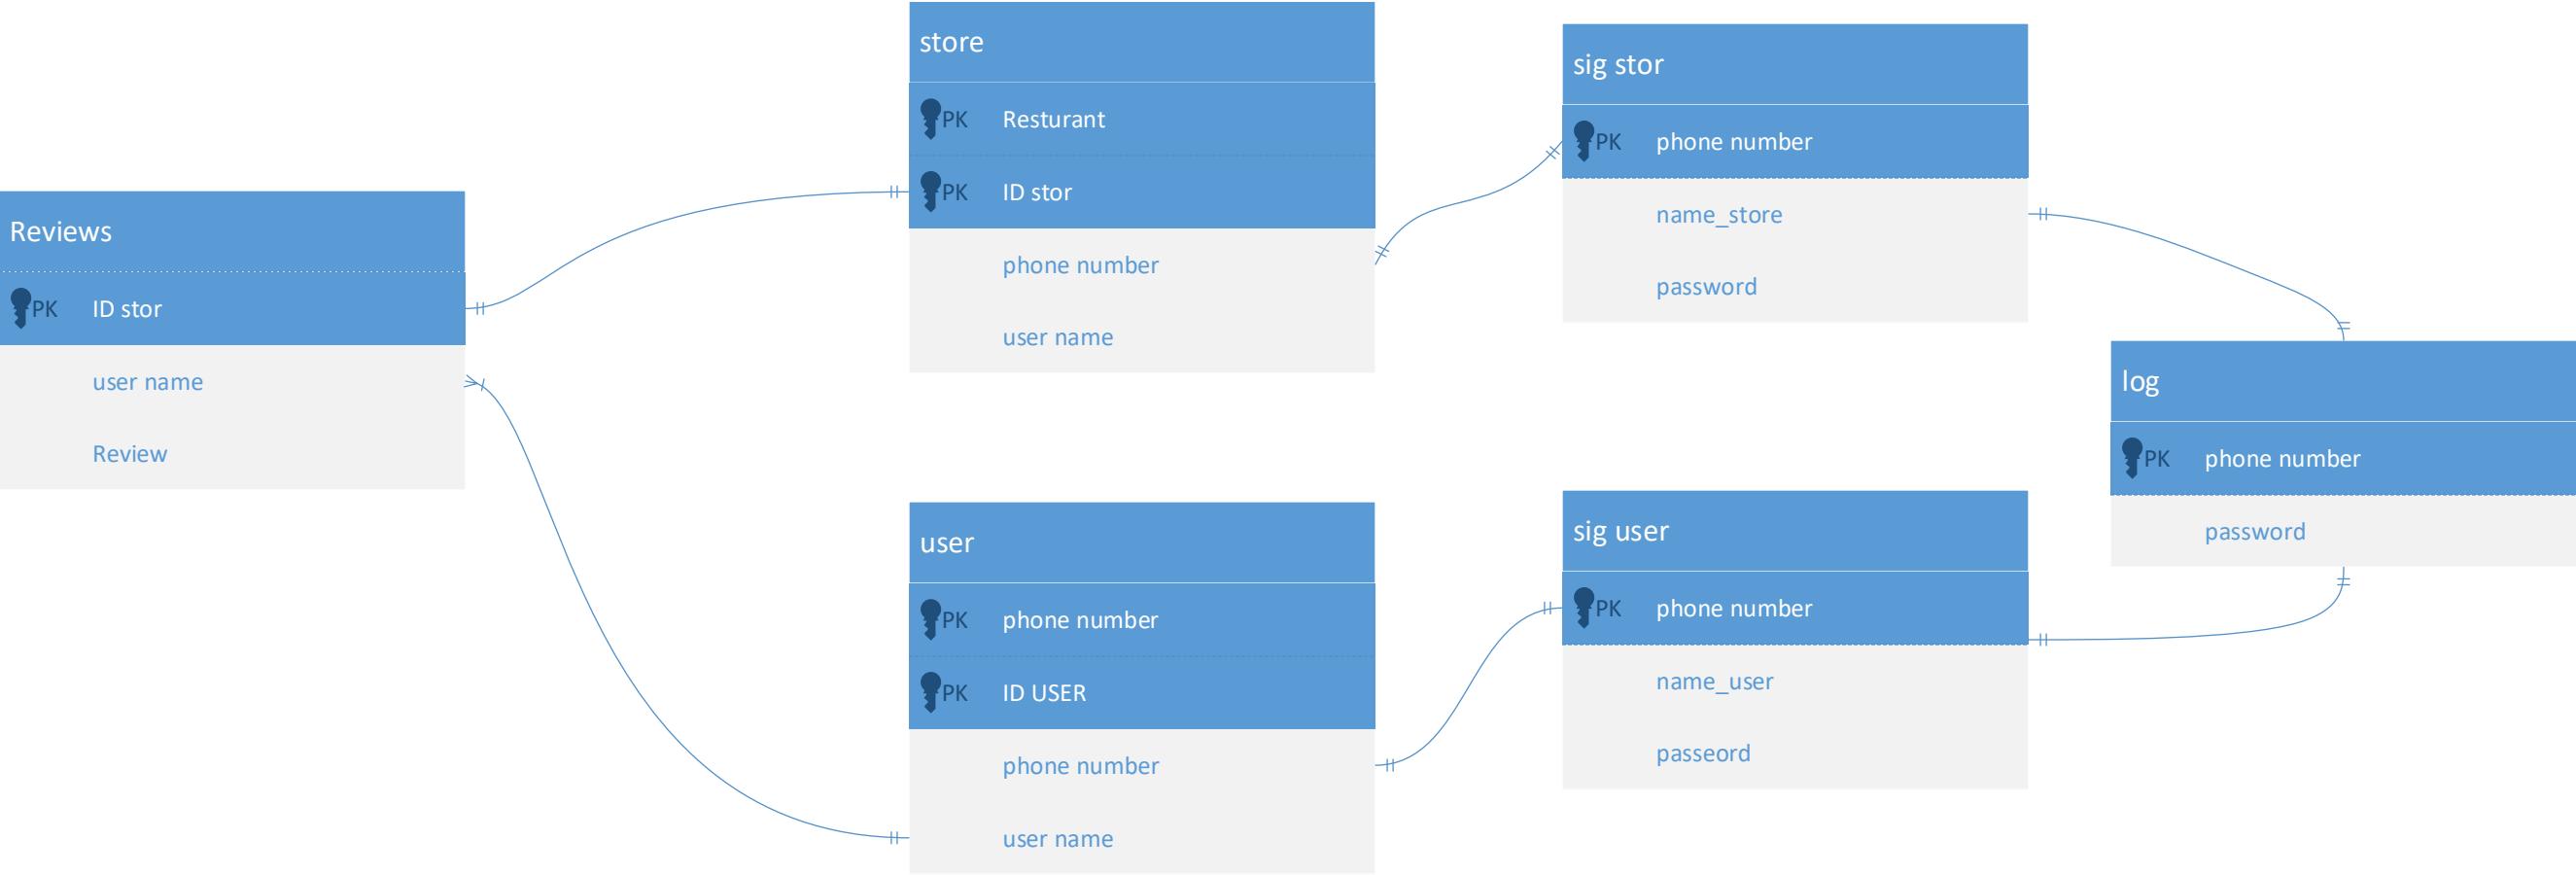 Reviews
PK ID stor
user name
Review
store
PK Resturant
PK ID stor
phone number
user name
user
PK phone number
PK ID USER
phone number
user name
sig stor
PK phone number
name_store
password
sig user
PK phone number
name_user
passeord
log
PK phone number
password